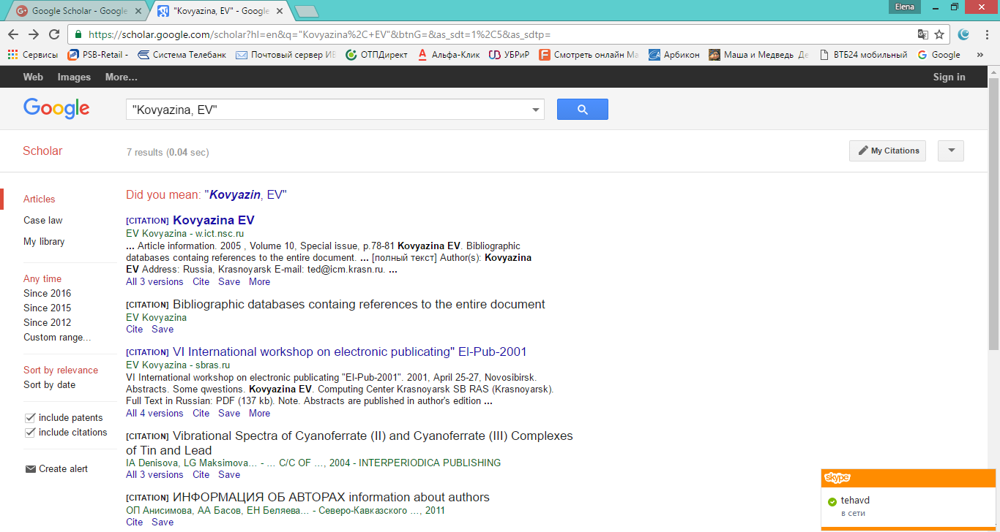 Google Scholar - Google
"Kovyazina, EV" - Google
Elena
https://scholar.google.com/scholar?hl=en&q="Kovyazina%2C+EV"&btnG=&as_sdt=1%2C5&as_sdtp=
Сервисы PSB-Retail - Система Телебанк Почтовый сервер ИВ ОТПДирект Альфа-Клик УБРиР Смотреть онлайн Ма Арбикон Маша и Медведь Де ВТБ24 мобильный Google »
Web Images More... Sign in
Google "Kovyazina, EV"
Scholar 7 results (0.04 sec) My Citations
Articles
Case law
My library
Any time
Since 2016
Since 2015
Since 2012
Custom range...
Sort by relevance
Sort by date
include patents
include citations
Create alert
Did you mean: "Kovyazin, EV"
[CITATION] Kovyazina EV
EV Kovyazina - w.ict.nsc.ru
... Article information. 2005 , Volume 10, Special issue, p.78-81 Kovyazina EV. Bibliographic
databases containg references to the entire document. ... [полный текст] Author(s): Kovyazina
EV Address: Russia, Krasnoyarsk E-mail: ted@icm.krasn.ru. ...
All 3 versions Cite Save More
[CITATION] Bibliographic databases containg references to the entire document
EV Kovyazina
Cite Save
[CITATION] VI International workshop on electronic publicating" El-Pub-2001
EV Kovyazina - sbras.ru
VI International workshop on electronic publicating "El-Pub-2001". 2001, April 25-27, Novosibirsk.
Abstracts. Some qwestions. Kovyazina EV. Computing Center Krasnoyarsk SB RAS (Krasnoyarsk).
Full Text in Russian: PDF (137 kb). Note. Abstracts are published in author's edition ...
All 4 versions Cite Save More
[CITATION] Vibrational Spectra of Cyanoferrate (II) and Cyanoferrate (III) Complexes
of Tin and Lead
IA Denisova, LG Maksimova... - ... C/C OF ..., 2004 - INTERPERIODICA PUBLISHING
All 3 versions Cite Save
[CITATION] ИНФОРМАЦИЯ ОБ АВТОРАХ information about authors
ОП Анисимова, АА Басов, ЕН Беляева... - Северо-Кавказского ..., 2011
Cite Save
skype
tehavd
в сети